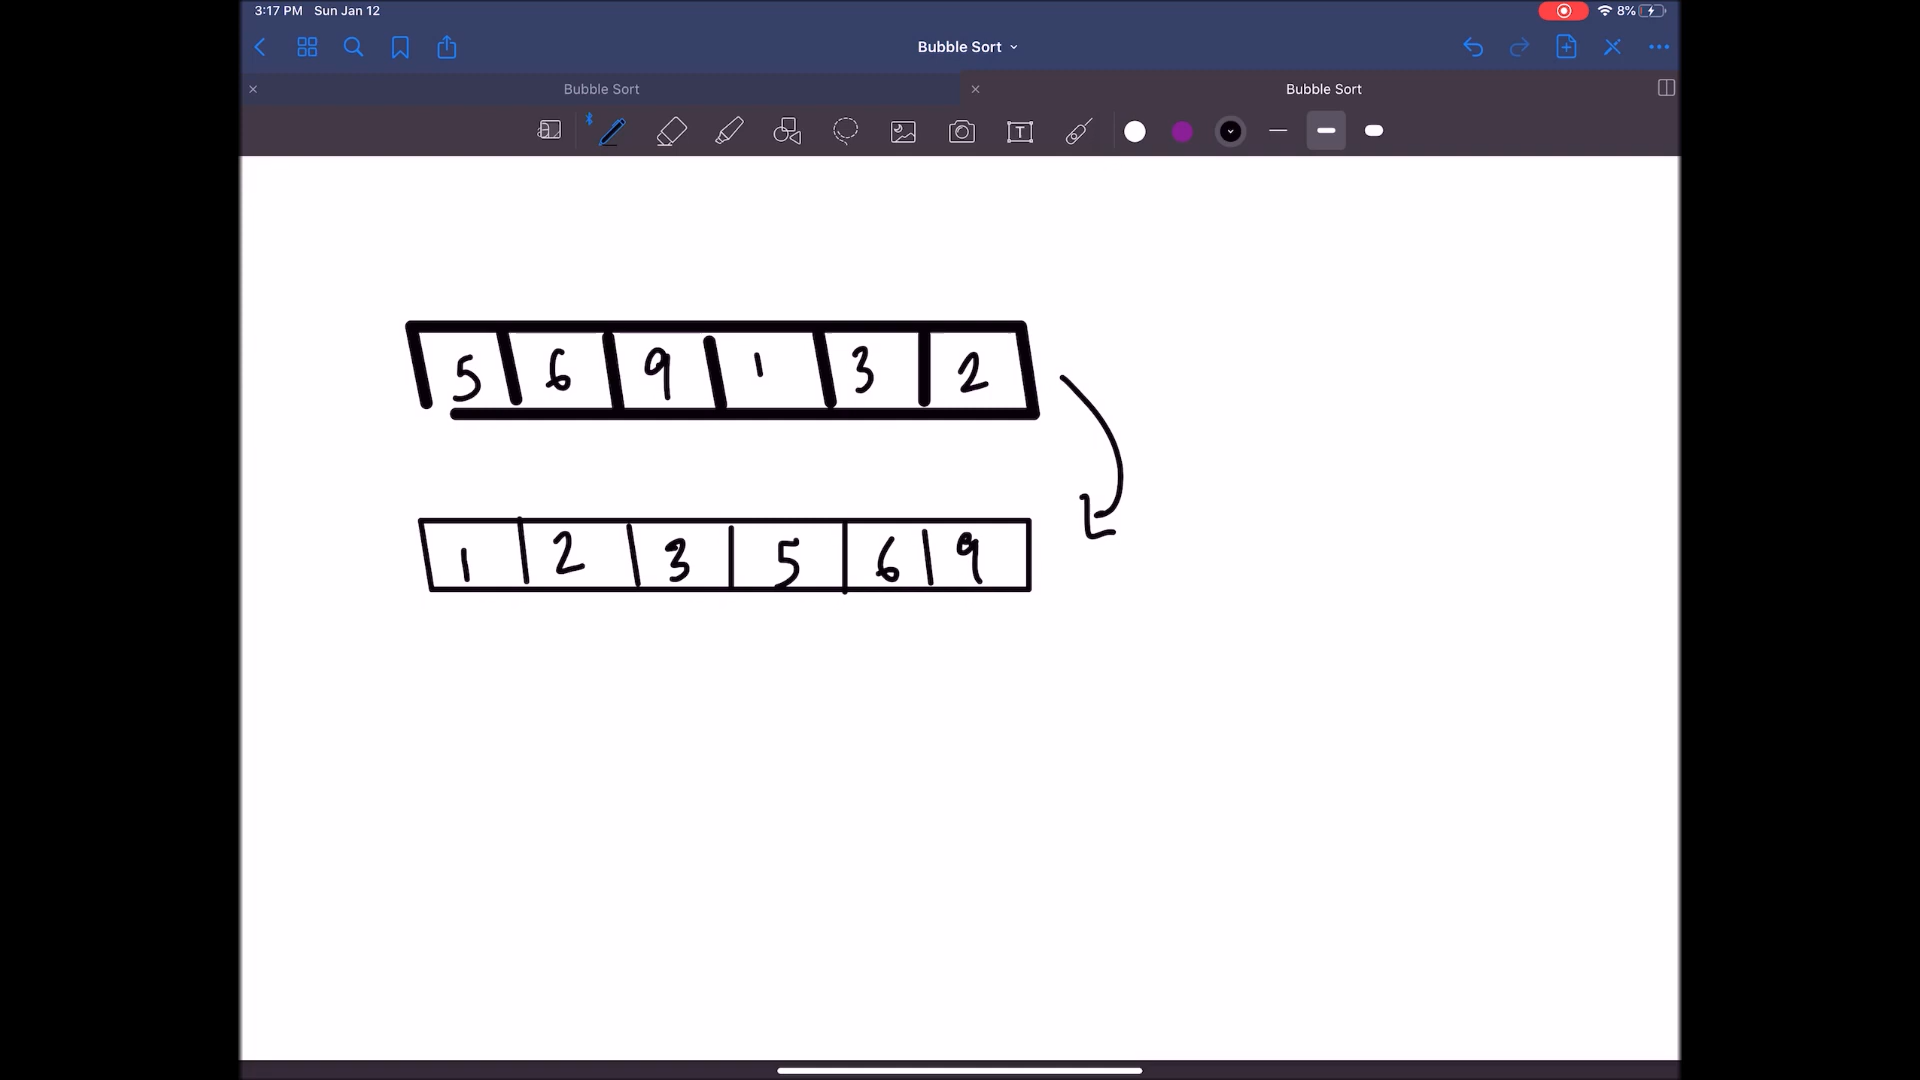 3:17 PM Sun Jan 12 8%
Bubble Sort
Bubble Sort Bubble Sort
T
5 6 9 1 3 2
1 2 3 5 6 9